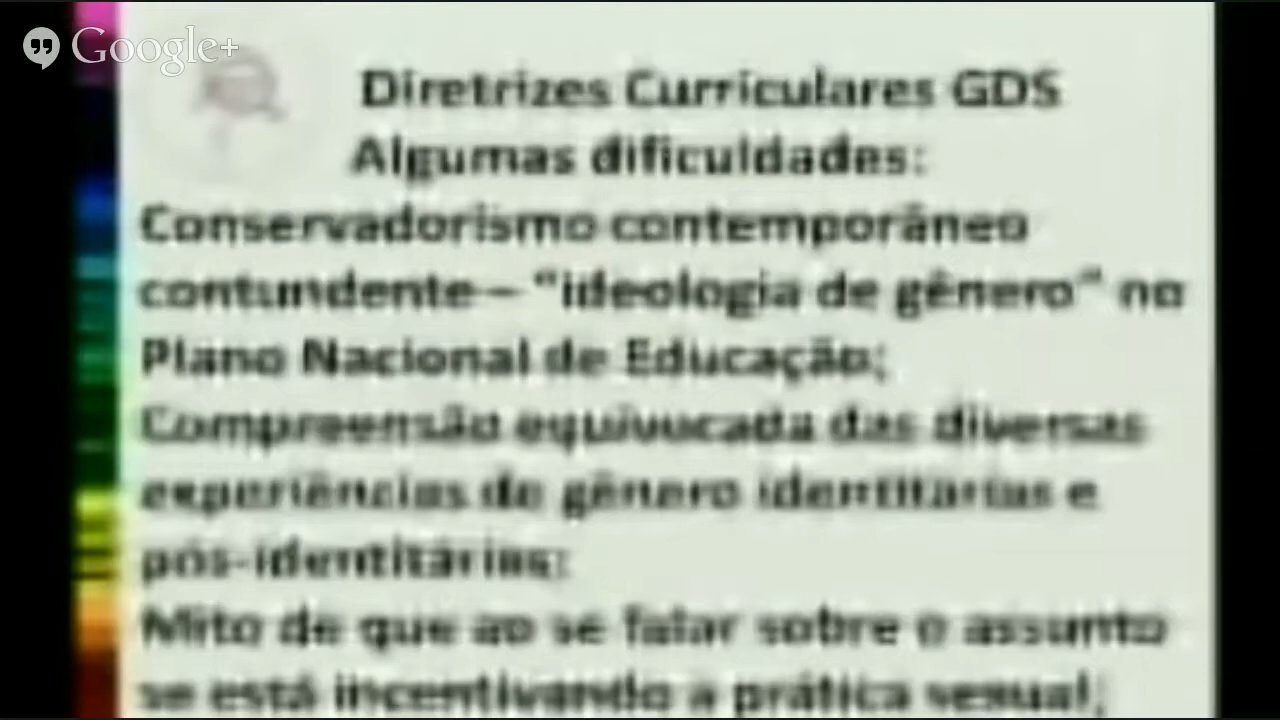 Google+
Diretrizes Curriculares GDS
Algumas dificuldades:
Conservadorismo contemporâneo
contundente – "ideologia de gênero" no
Plano Nacional de Educação;
Compreensão equivocada das diversas
experiências de gênero identitárias e
pós-identitárias;
Mito de que ao se falar sobre o assunto
se está incentivando a prática sexual;